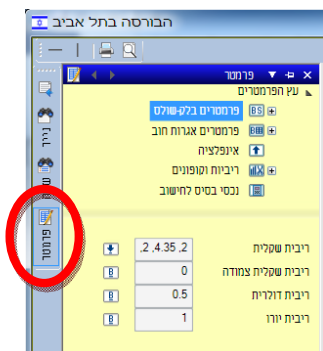 הבורסה בתל אביב
פרמטר
עץ הפרמטרים
BS פרמטרים בלק-שולס
פרמטרים אגרות חוב
אינפלציה
ריביות וקופונים
נכסי בסיס לחישוב
נייר
פרמטר
ריבית שקלית 2, 4.35, 2,
ריבית שקלית צמודה 0 B
ריבית דולרית 0.5 B
ריבית יורו 1 B